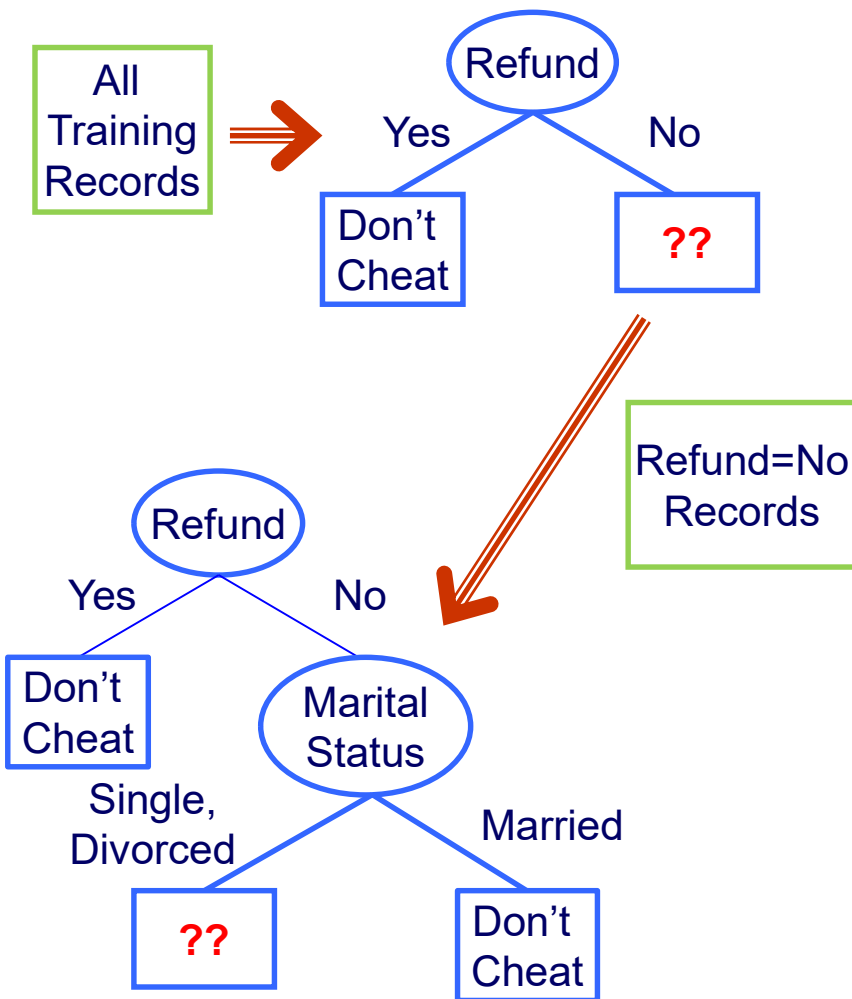 All
Training
Records
Refund
Yes
No
Don’t
Cheat
??
Refund=No
Records
Refund
Yes
No
Don’t
Cheat
Marital
Status
Single,
Divorced
Married
??
Don’t
Cheat